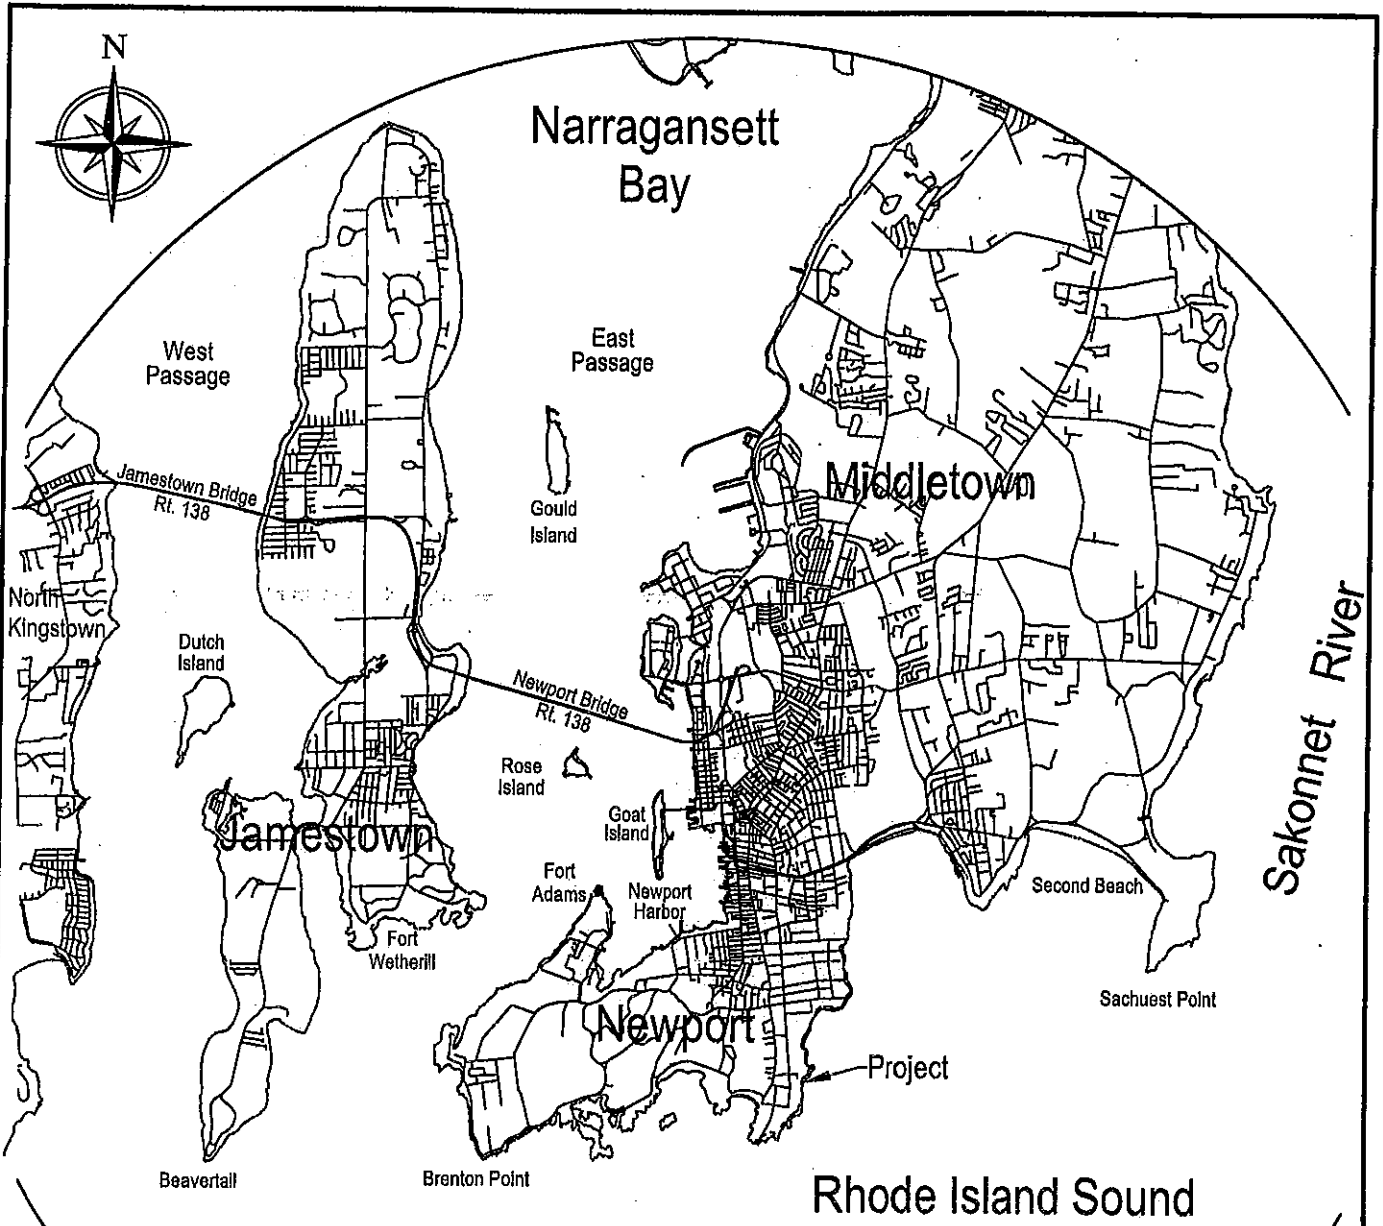 N
Narragansett
Bay
West
Passage
East
Passage
Jamestown Bridge
Rt. 138
Gould
Island
Middletown
North
Kingstown
Dutch
Island
Newport Bridge
Rt. 138
Rose
Island
Goat
Island
Jamestown
Fort
Adams
Newport
Harbor
Second Beach
Sakonnet River
Fort
Wetherill
Sachuest Point
Newport
Project
Beavertail
Brenton Point
Rhode Island Sound